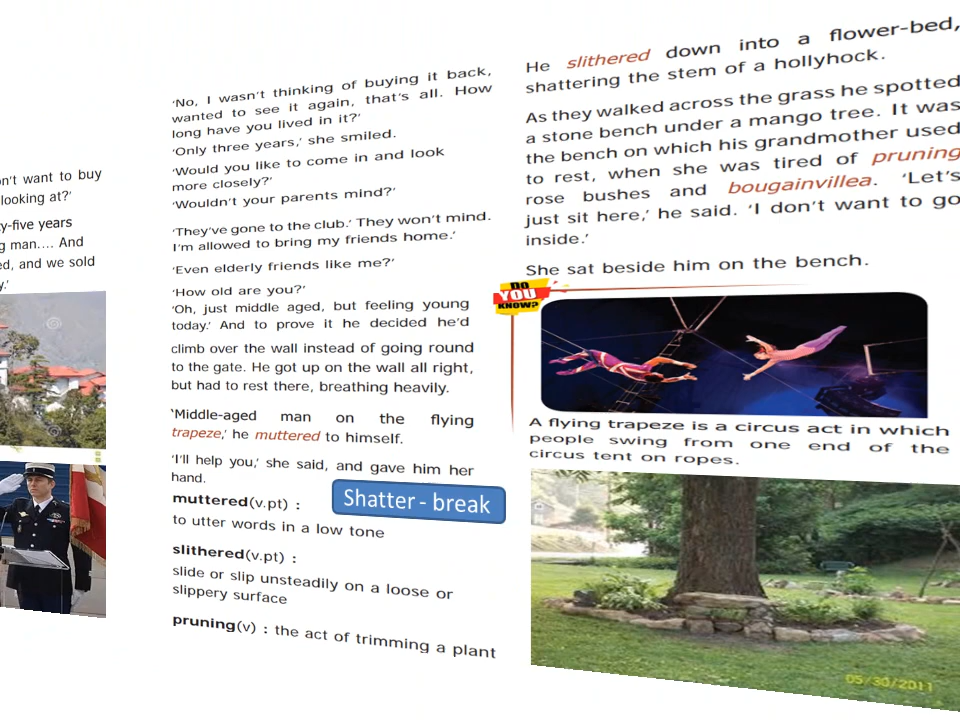 n't want to buy
looking at?'
ty-five years
g man.... And
ed, and we sold
y.'
'No, I wasn't thinking of buying it back,
wanted to see it again, that's all. How
long have you lived in it?'
'Only three years,' she smiled.
'Would you like to come in and look
more closely?'
'Wouldn't your parents mind?'
'They've gone to the club.' They won't mind.
I'm allowed to bring my friends home.'
'Even elderly friends like me?'
'How old are you?'
'Oh, just middle aged, but feeling young
today.' And to prove it he decided he'd
climb over the wall instead of going round
to the gate. He got up on the wall all right,
but had to rest there, breathing heavily.
'Middle-aged man on the flying
trapeze,' he muttered to himself.
'I'll help you,' she said, and gave him her
hand.
Shatter - break
muttered(v.pt) :
to utter words in a low tone
slithered(v.pt) :
slide or slip unsteadily on a loose or
slippery surface
pruning(v) : the act of trimming a plant
He slithered down into a flower-bed,
shattering the stem of a hollyhock.
As they walked across the grass he spotted
a stone bench under a mango tree. It was
the bench on which his grandmother used
to rest, when she was tired of pruning
rose bushes and bougainvillea. 'Let's
just sit here,' he said. 'I don't want to go
inside.'
She sat beside him on the bench.
DO
YOU
KNOW?
A flying trapeze is a circus act in which
people swing from one end of the
circus tent on ropes.
05/30/2011